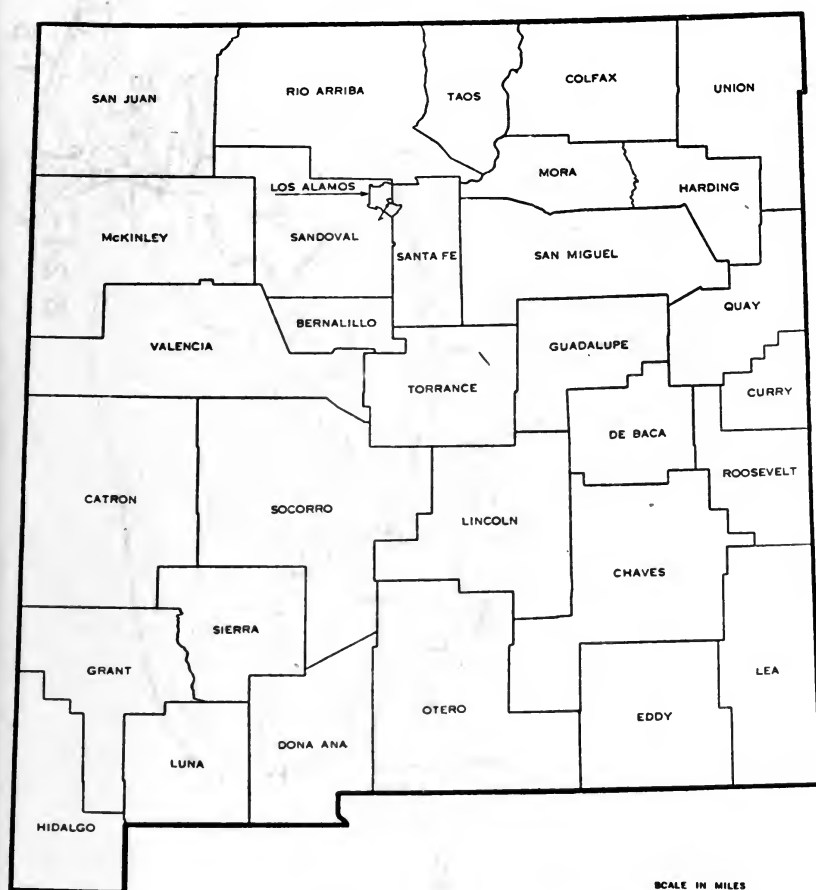 SAN JUAN
RIO ARRIBA
TAOS
COLFAX
UNION
LOS ALAMOS
MORA
HARDING
McKINLEY
SANDOVAL
SANTA FE
SAN MIGUEL
QUAY
BERNALILLO
VALENCIA
GUADALUPE
TORRANCE
CURRY
DE BACA
ROOSEVELT
CATRON
SOCORRO
LINCOLN
CHAVES
SIERRA
GRANT
LEA
OTERO
EDDY
DONA ANA
LUNA
HIDALGO
SCALE IN MILES